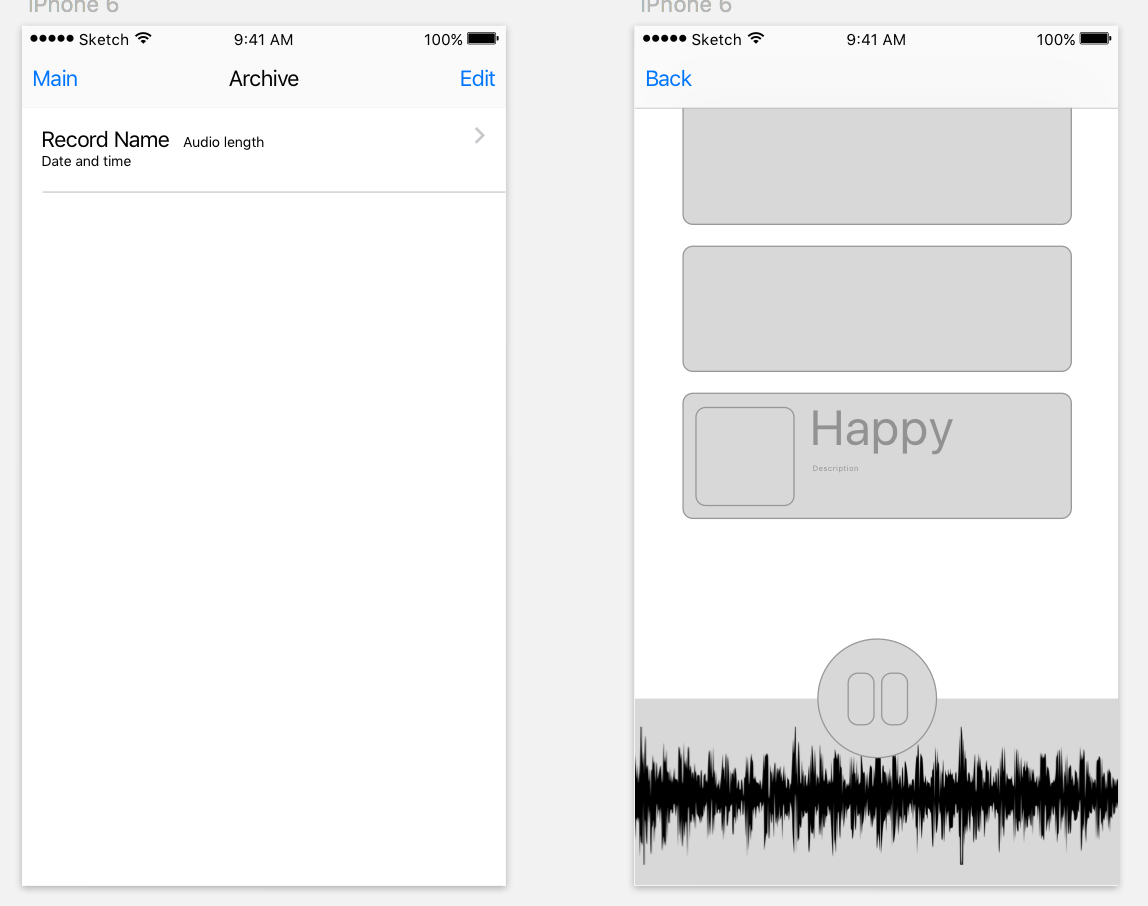 iPhone 6
Sketch 9:41 AM 100%
Main Archive Edit
Record Name Audio length
Date and time
iPhone 6
Sketch 9:41 AM 100%
Back
Happy
Description